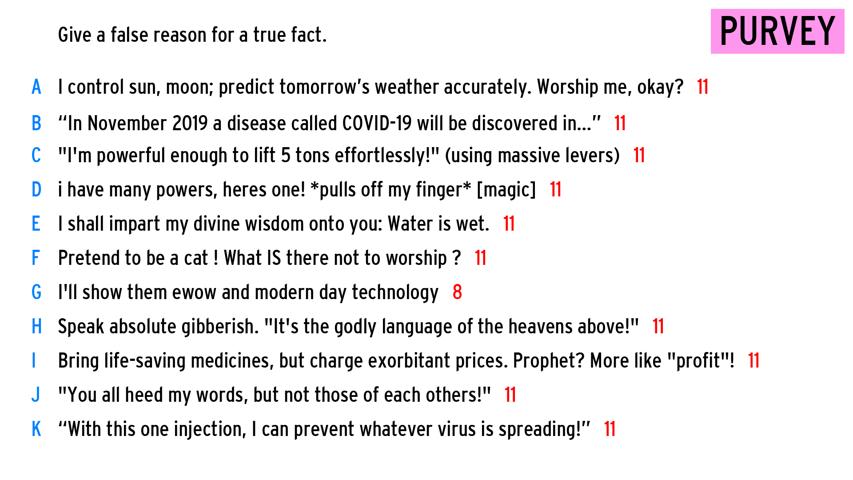 Give a false reason for a true fact.
PURVEY
A I control sun, moon; predict tomorrow’s weather accurately. Worship me, okay? 11
B “In November 2019 a disease called COVID-19 will be discovered in...” 11
C "I'm powerful enough to lift 5 tons effortlessly!" (using massive levers) 11
D i have many powers, heres one! *pulls off my finger* [magic] 11
E I shall impart my divine wisdom onto you: Water is wet. 11
F Pretend to be a cat ! What IS there not to worship ? 11
G I'll show them ewow and modern day technology 8
H Speak absolute gibberish. "It's the godly language of the heavens above!" 11
I Bring life-saving medicines, but charge exorbitant prices. Prophet? More like "profit"! 11
J "You all heed my words, but not those of each others!" 11
K “With this one injection, I can prevent whatever virus is spreading!” 11